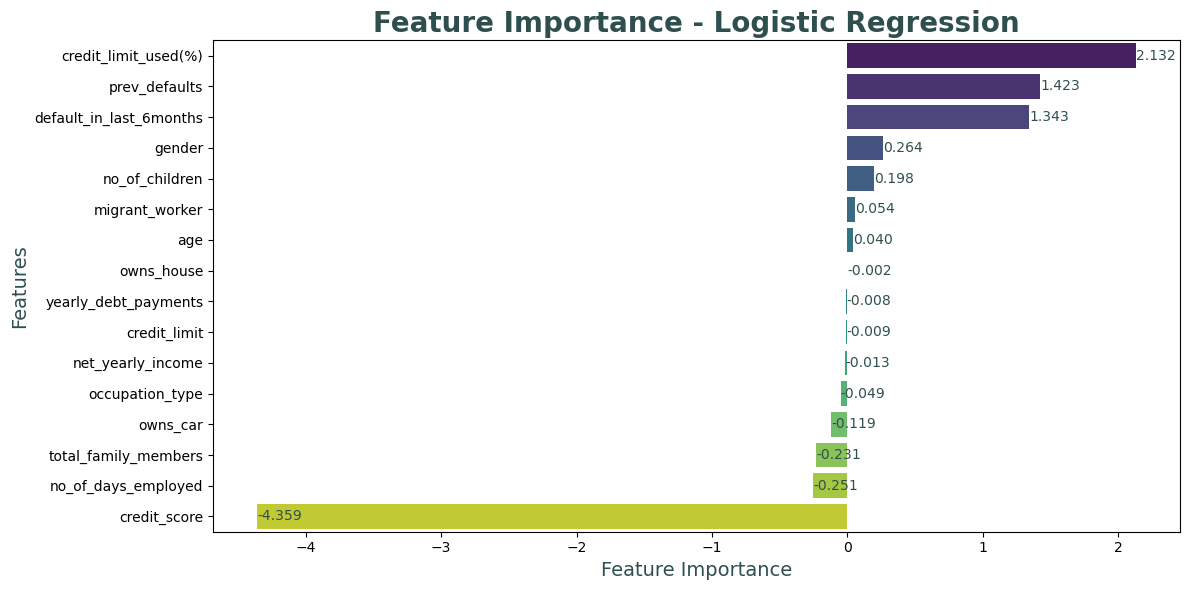 Feature Importance - Logistic Regression
credit_limit_used(%) 2.132
prev_defaults 1.423
default_in_last_6months 1.343
gender 0.264
no_of_children 0.198
migrant_worker 0.054
age 0.040
owns_house -0.002
yearly_debt_payments -0.008
credit_limit -0.009
net_yearly_income -0.013
occupation_type -0.049
owns_car -0.119
total_family_members -0.231
no_of_days_employed -0.251
credit_score -4.359
Features
−4 −3 −2 −1 0 1 2
Feature Importance